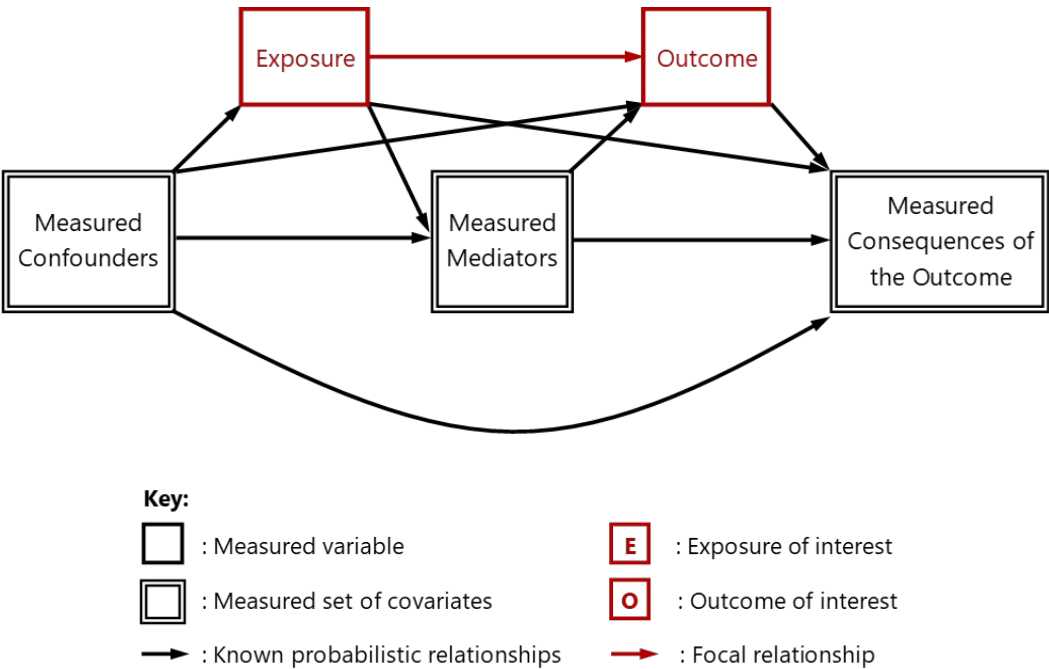 Exposure
Outcome
Measured
Confounders
Measured
Mediators
Measured
Consequences of
the Outcome
Key:
: Measured variable
E : Exposure of interest
: Measured set of covariates
O : Outcome of interest
: Known probabilistic relationships
: Focal relationship